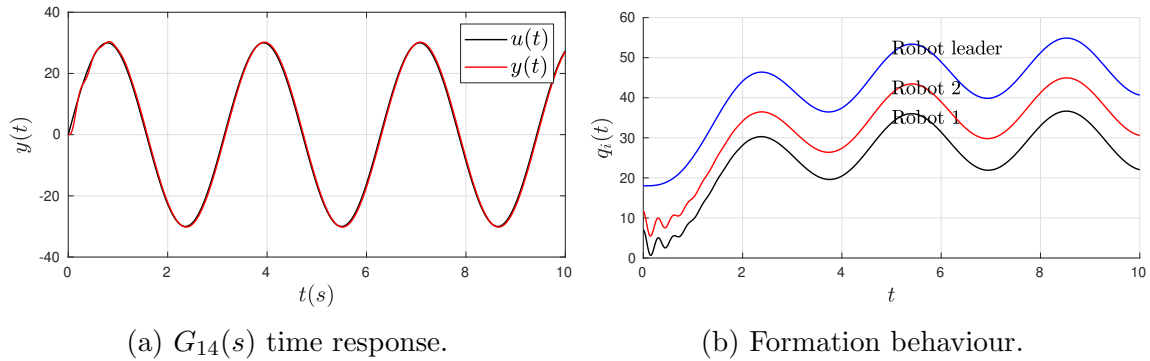 40
20
0
-20
-40
0
2
4
6
8
10
y(t)
t(s)
u(t)
y(t)
(a) G₁₄(s) time response.
60
50
40
30
20
10
0
0
2
4
6
8
10
qᵢ(t)
t
Robot leader
Robot 2
Robot 1
(b) Formation behaviour.